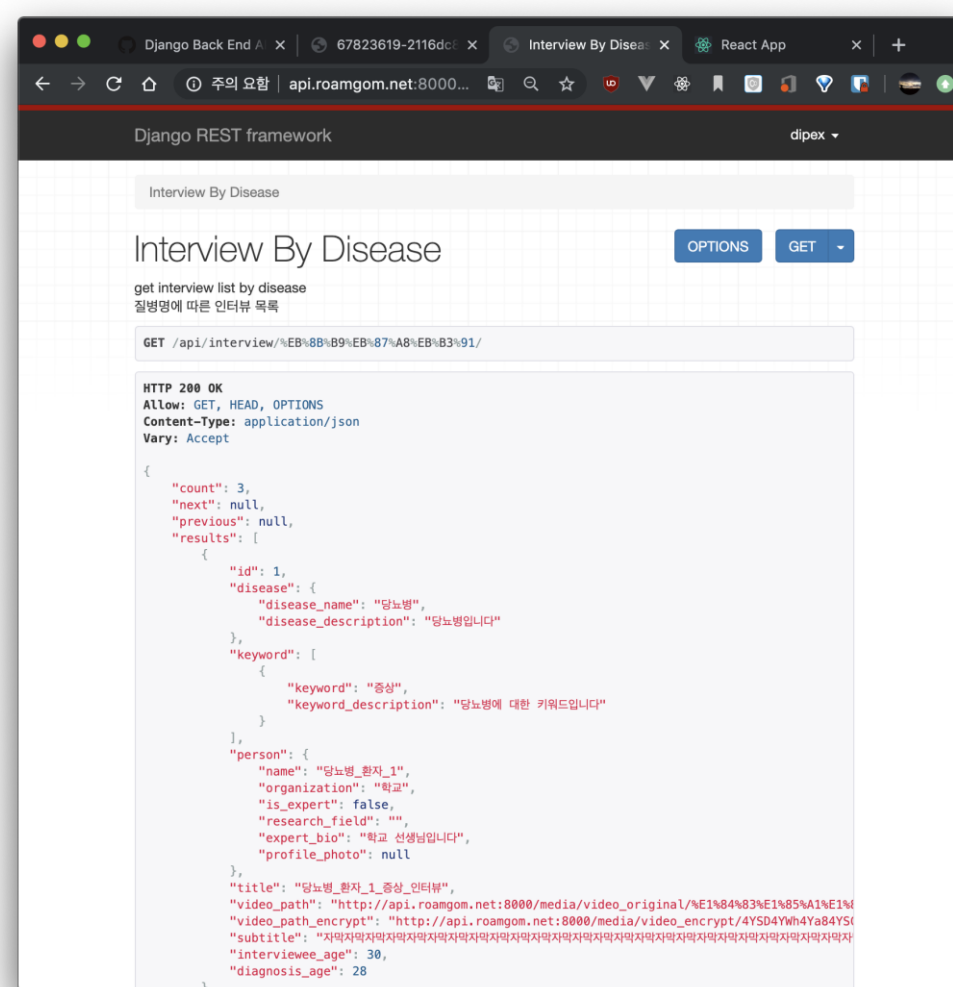 Django Back End A
67823619-2116dc8
Interview By Diseas
React App
주의 요함
api.roamgom.net:8000...
Django REST framework
dipex
Interview By Disease
Interview By Disease
OPTIONS
GET
get interview list by disease
질병명에 따른 인터뷰 목록
GET /api/interview/%EB%8B%B9%EB%87%A8%EB%B3%91/
HTTP 200 OK
Allow: GET, HEAD, OPTIONS
Content-Type: application/json
Vary: Accept
{
"count": 3,
"next": null,
"previous": null,
"results": [
{
"id": 1,
"disease": {
"disease_name": "당뇨병",
"disease_description": "당뇨병입니다"
},
"keyword": [
{
"keyword": "증상",
"keyword_description": "당뇨병에 대한 키워드입니다"
}
],
"person": {
"name": "당뇨병_환자_1",
"organization": "학교",
"is_expert": false,
"research_field": "",
"expert_bio": "학교 선생님입니다",
"profile_photo": null
},
"title": "당뇨병_환자_1_증상_인터뷰",
"video_path": "http://api.roamgom.net:8000/media/video_original/%E1%84%83%E1%85%A1%E1%8
"video_path_encrypt": "http://api.roamgom.net:8000/media/video_encrypt/4YSD4YWh4Ya84YS
"subtitle": "자막자막자막자막자막자막자막자막자막자막자막자막자막자막자막자막자막자막자막자막자막자막자막자막자막자막
"interviewee_age": 30,
"diagnosis_age": 28
}